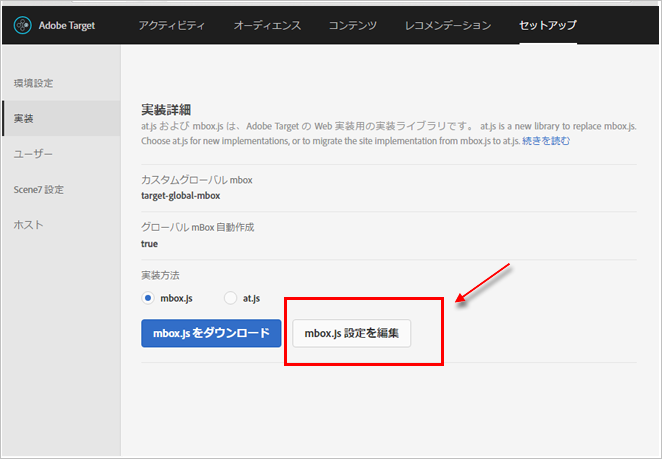 Adobe Target アクティビティ オーディエンス コンテンツ レコメンデーション セットアップ
環境設定
実装
ユーザー
Scene7 設定
ホスト
実装詳細
at.js および mbox.js は、Adobe Target の Web 実装用の実装ライブラリです。 at.js is a new library to replace mbox.js.
Choose at.js for new implementations, or to migrate the site implementation from mbox.js to at.js. 続きを読む
カスタムグローバル mbox
target-global-mbox
グローバル mBox 自動作成
true
実装方法
mbox.js at.js
mbox.js をダウンロード mbox.js 設定を編集